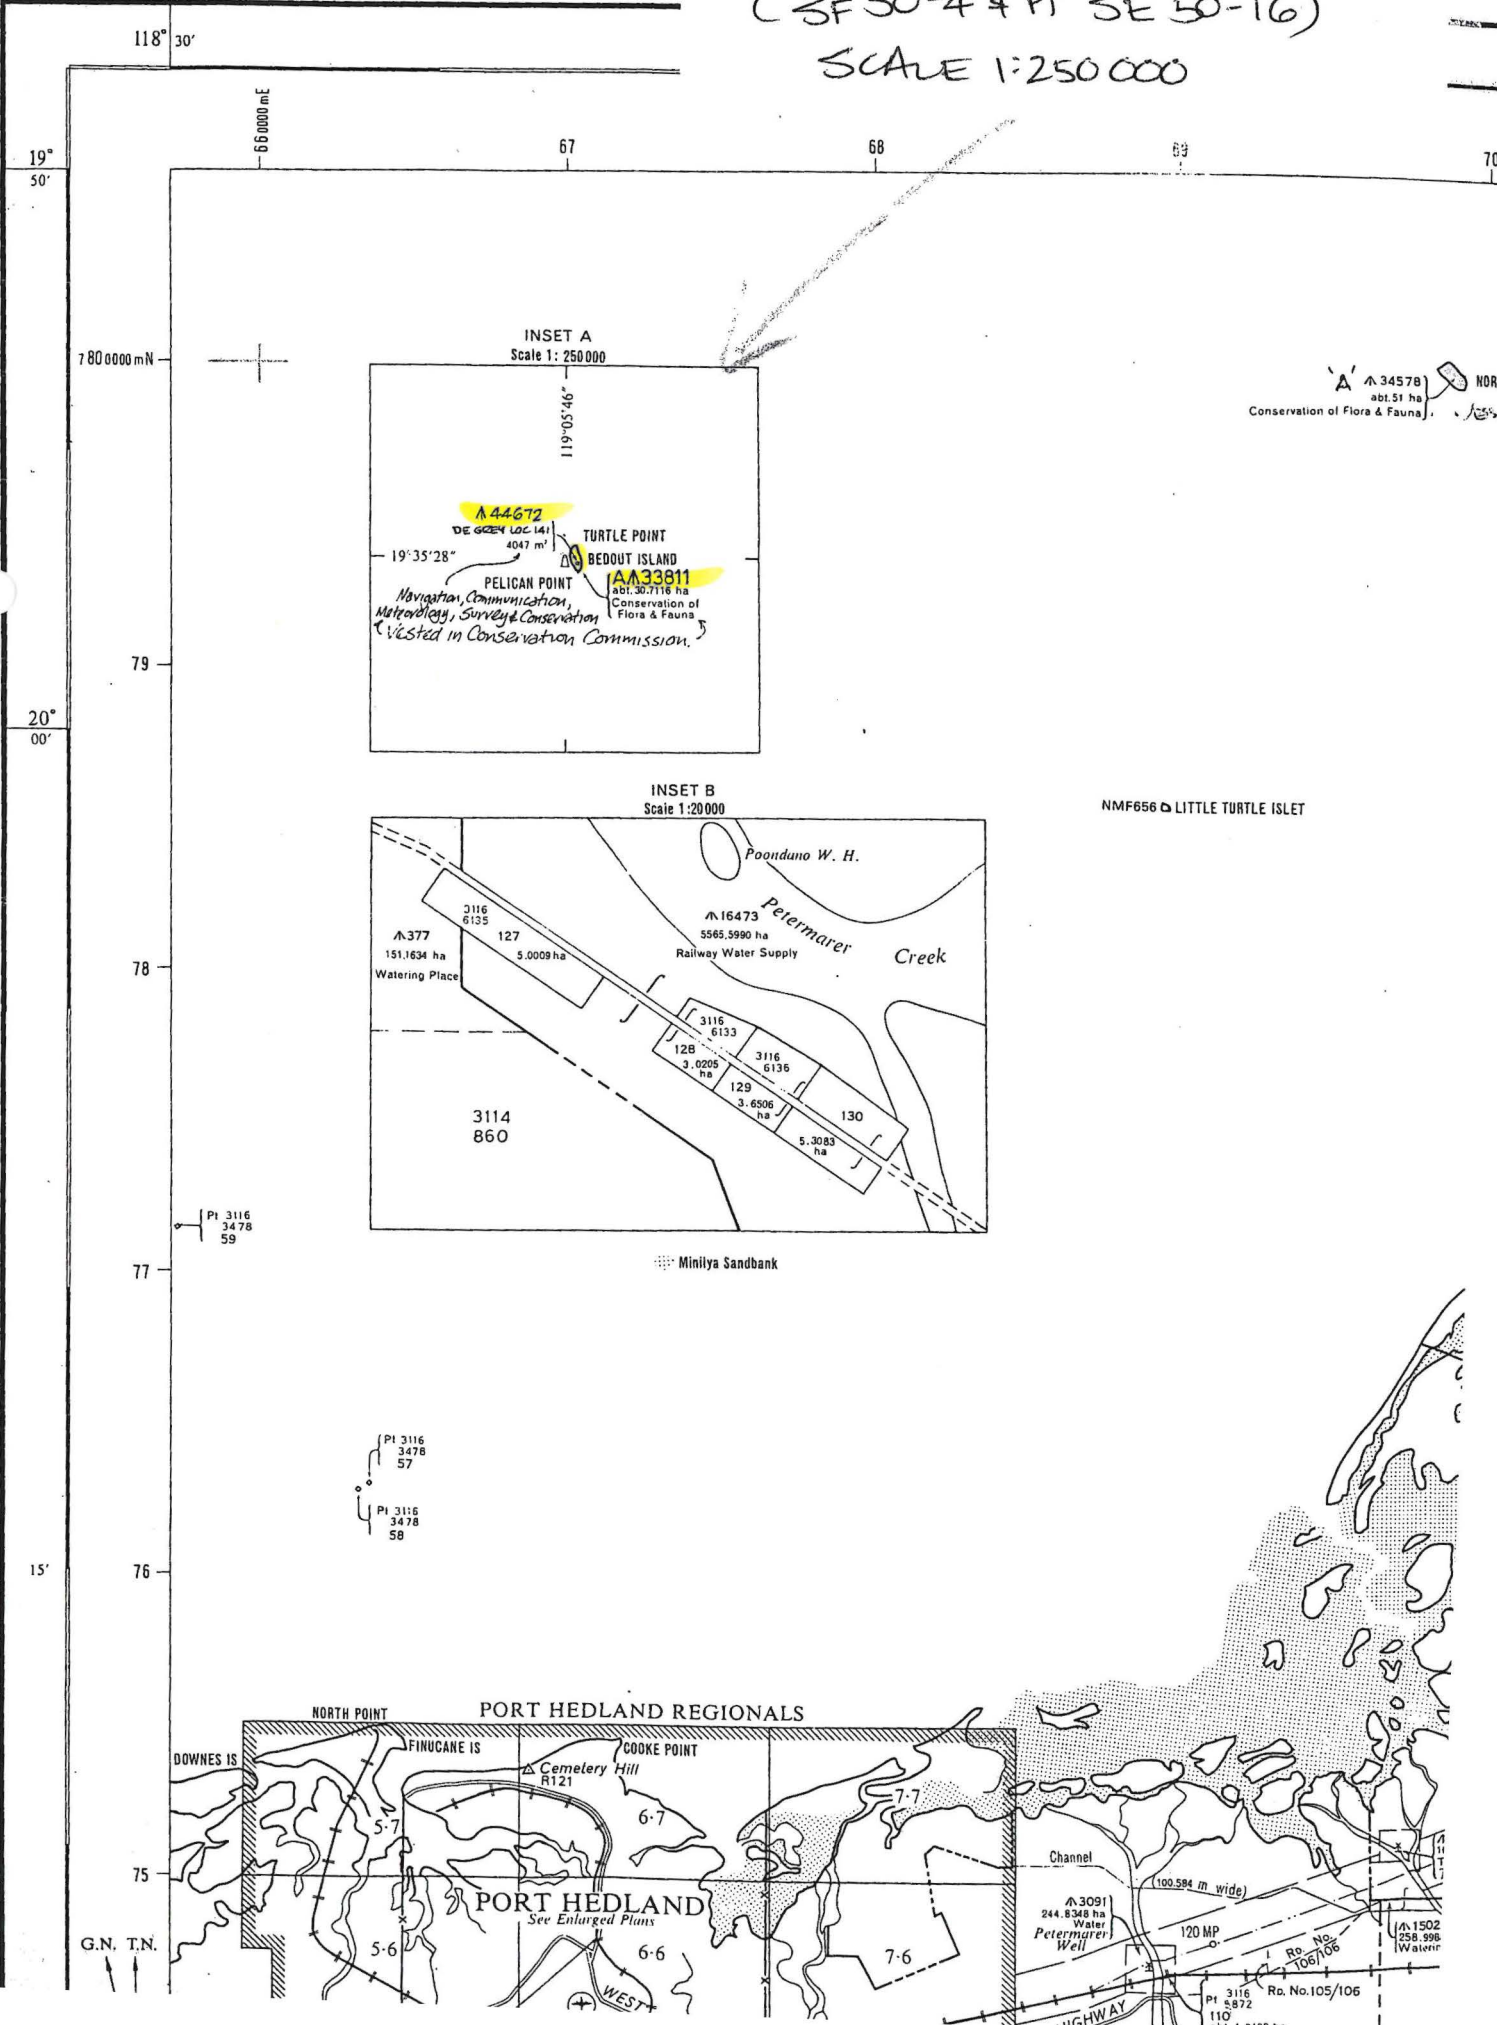 SCALE 1:250000
118° 30'
660000mE
67
68
69
70
19°
50'
INSET A
Scale 1: 250000
7800000mN
119°05'46"
44672
DE GREY LOC 141
4047 m²
TURTLE POINT
19°35'28"
BEDOUT ISLAND
PELICAN POINT
A 33811
abt. 30.7116 ha
Conservation of
Flora & Fauna
Navigation, Communication,
Meteorology, Survey & Conservation
(Vested in Conservation Commission.)
'A' 34578
abt. 51 ha
Conservation of Flora & Fauna
NOR
79
20°
00'
INSET B
Scale 1:20000
NMF656 LITTLE TURTLE ISLET
Poondano W. H.
3116
6135
127
5.0009 ha
377
151.1634 ha
Watering Place
16473
5565.5990 ha
Railway Water Supply
Petermarer
Creek
78
3116
6133
128
3.0205
ha
3116
6136
129
3.6506
ha
130
5.3083
ha
3114
860
Pt 3116
3478
59
77
Minilya Sandbank
Pt 3116
3478
57
Pt 3116
3478
58
15'
76
NORTH POINT
PORT HEDLAND REGIONALS
DOWNES IS
FINUCANE IS
COOKE POINT
Cemetery Hill
R121
5·7
6·7
7·7
75
PORT HEDLAND
See Enlarged Plans
5·6
6·6
7·6
Channel
(100.584 m wide)
3091
244.8348 ha
Water
Petermarer
Well
120 MP
Rd. No.
106/106
Rd. No.105/106
1502
258.998
Waterin
G.N. T.N.
WEST
HIGHWAY
Pt 3116
110